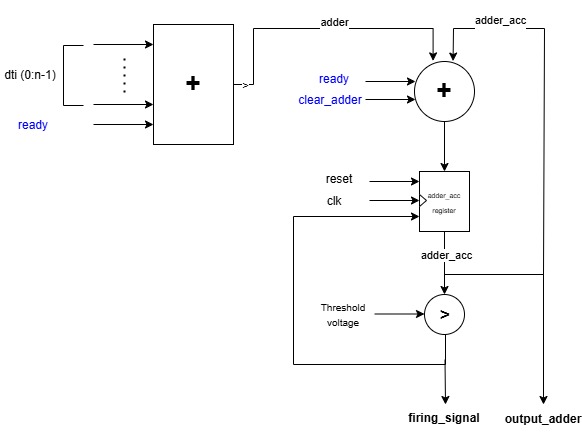 adder
adder_acc
dti (0:n-1)
+
->-
ready
ready
clear_adder
+
reset
clk
adder_acc
register
adder_acc
Threshold
voltage
>
firing_signal
output_adder